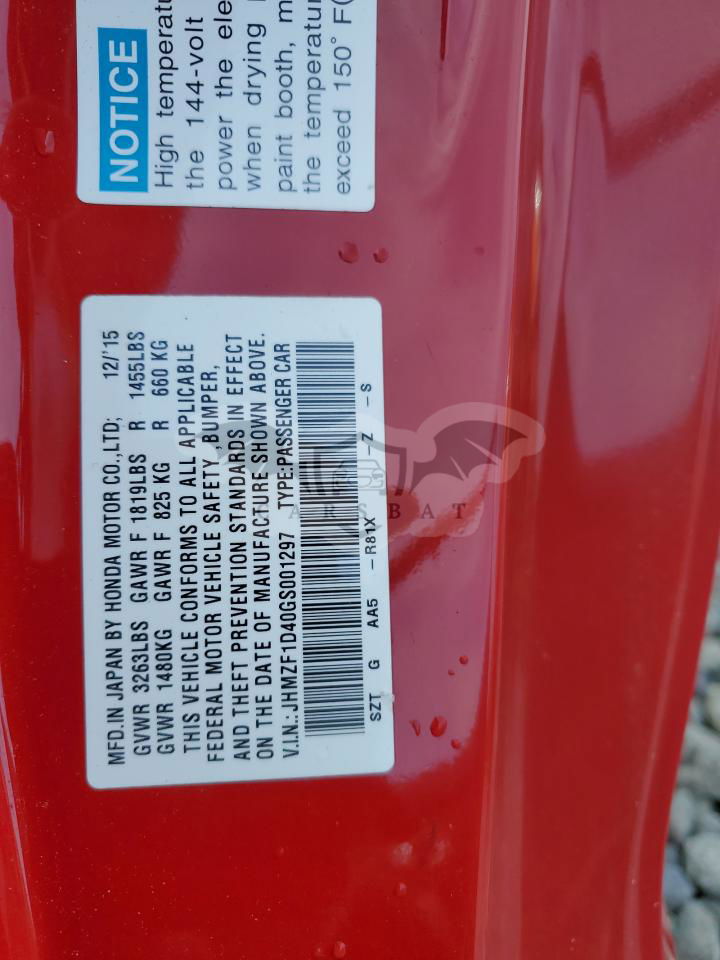 NOTICE
High temperatu
the 144-volt
power the ele
when drying
paint booth, m
the temperatur
exceed 150° F(
MFD.IN JAPAN BY HONDA MOTOR CO.,LTD; 12/'15
GVWR 3263LBS GAWR F 1819LBS R 1455LBS
GVWR 1480KG GAWR F 825 KG R 660 KG
THIS VEHICLE CONFORMS TO ALL APPLICABLE
FEDERAL MOTOR VEHICLE SAFETY ,BUMPER,
AND THEFT PREVENTION STANDARDS IN EFFECT
ON THE DATE OF MANUFACTURE SHOWN ABOVE.
V.I.N.:JHMZF1D40GS001297 TYPE:PASSENGER CAR
SZT G AA5 -R81X -Z -S
CARSBAT